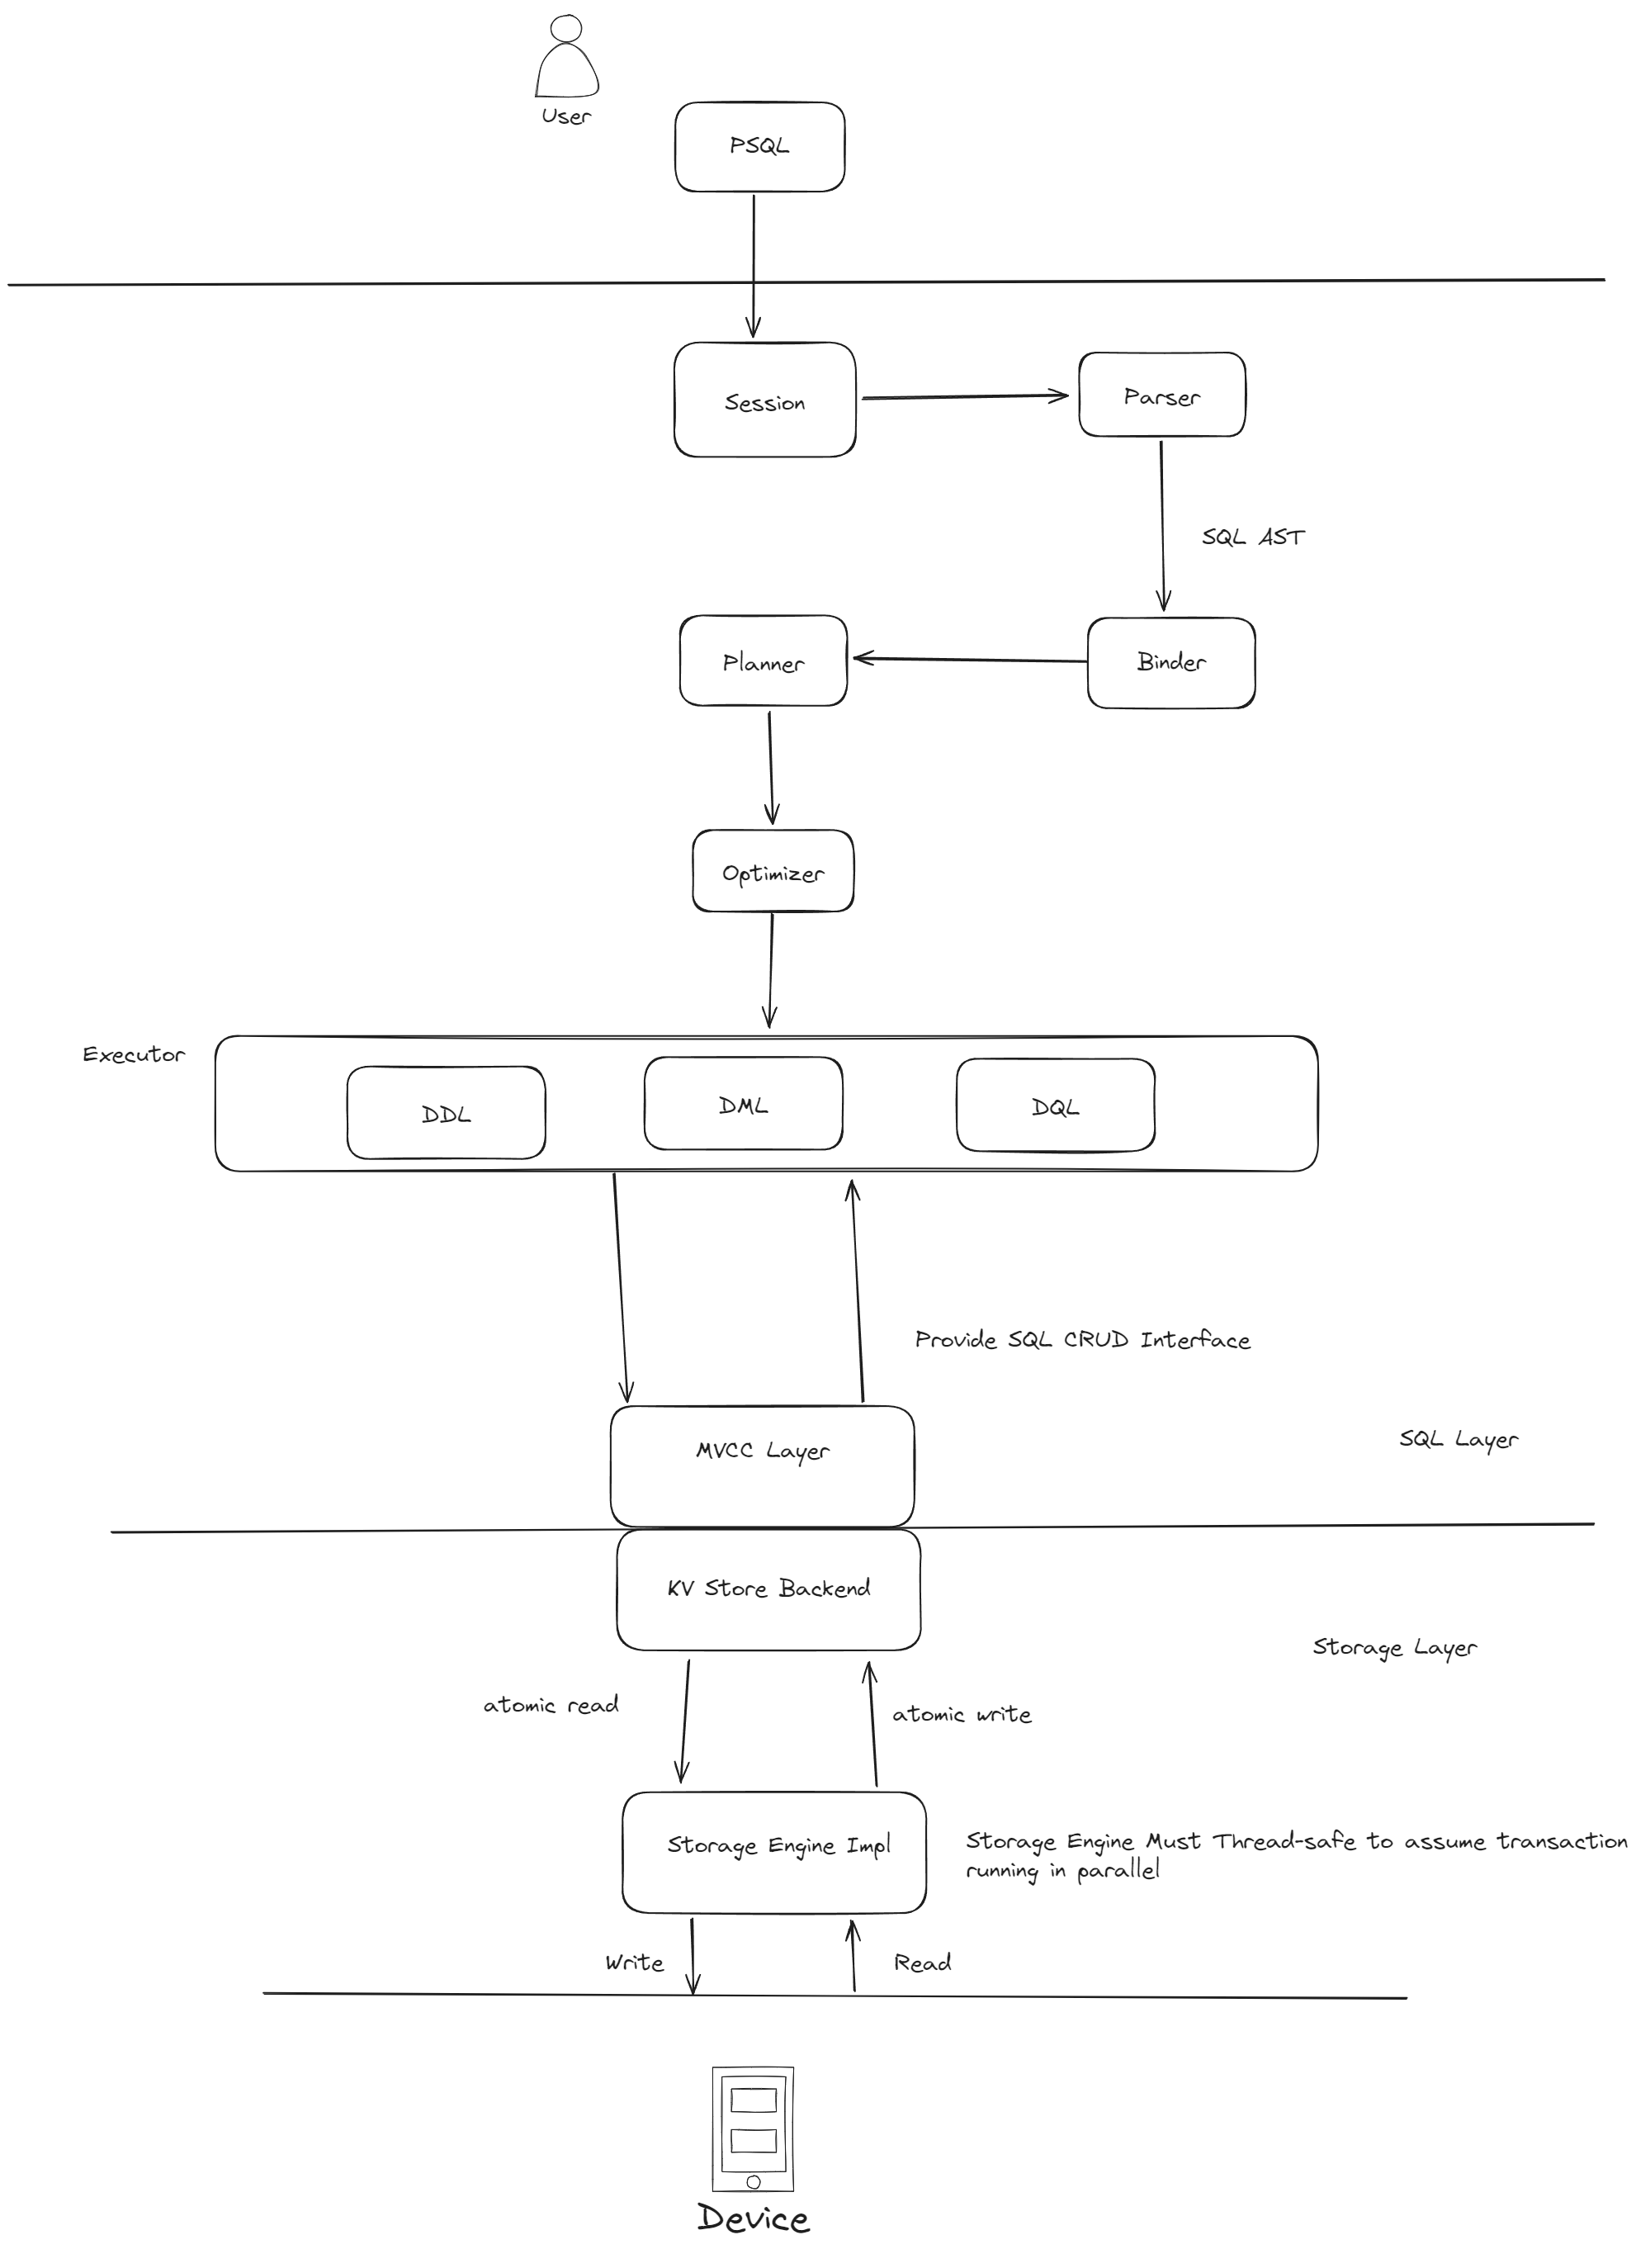 User
PSQL
Session
Parser
SQL AST
Planner
Binder
Optimizer
Executor
DDL
DML
DQL
Provide SQL CRUD Interface
MVCC Layer
SQL Layer
KV Store Backend
Storage Layer
atomic read
atomic write
Storage Engine Impl
Storage Engine Must Thread-safe to assume transaction
running in parallel
Write
Read
Device